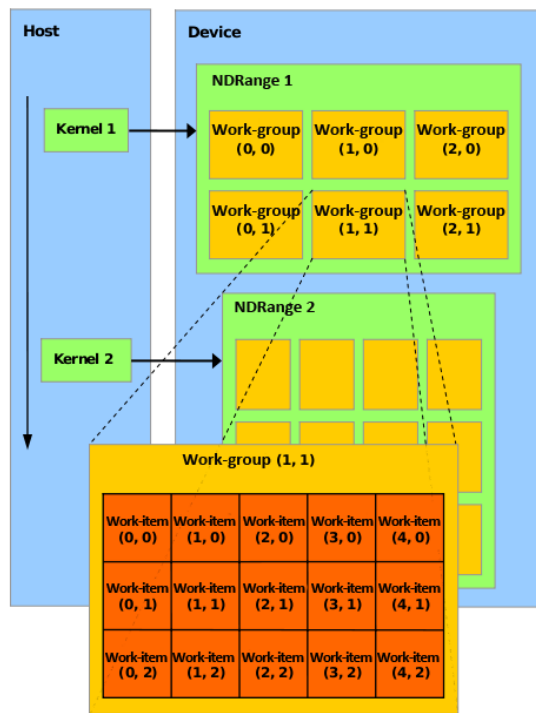 Host
Device
NDRange 1
Kernel 1
Work-group
(0, 0)
Work-group
(1, 0)
Work-group
(2, 0)
Work-group
(0, 1)
Work-group
(1, 1)
Work-group
(2, 1)
NDRange 2
Kernel 2
Work-group (1, 1)
Work-item
(0, 0)
Work-item
(1, 0)
Work-item
(2, 0)
Work-item
(3, 0)
Work-item
(4, 0)
Work-item
(0, 1)
Work-item
(1, 1)
Work-item
(2, 1)
Work-item
(3, 1)
Work-item
(4, 1)
Work-item
(0, 2)
Work-item
(1, 2)
Work-item
(2, 2)
Work-item
(3, 2)
Work-item
(4, 2)